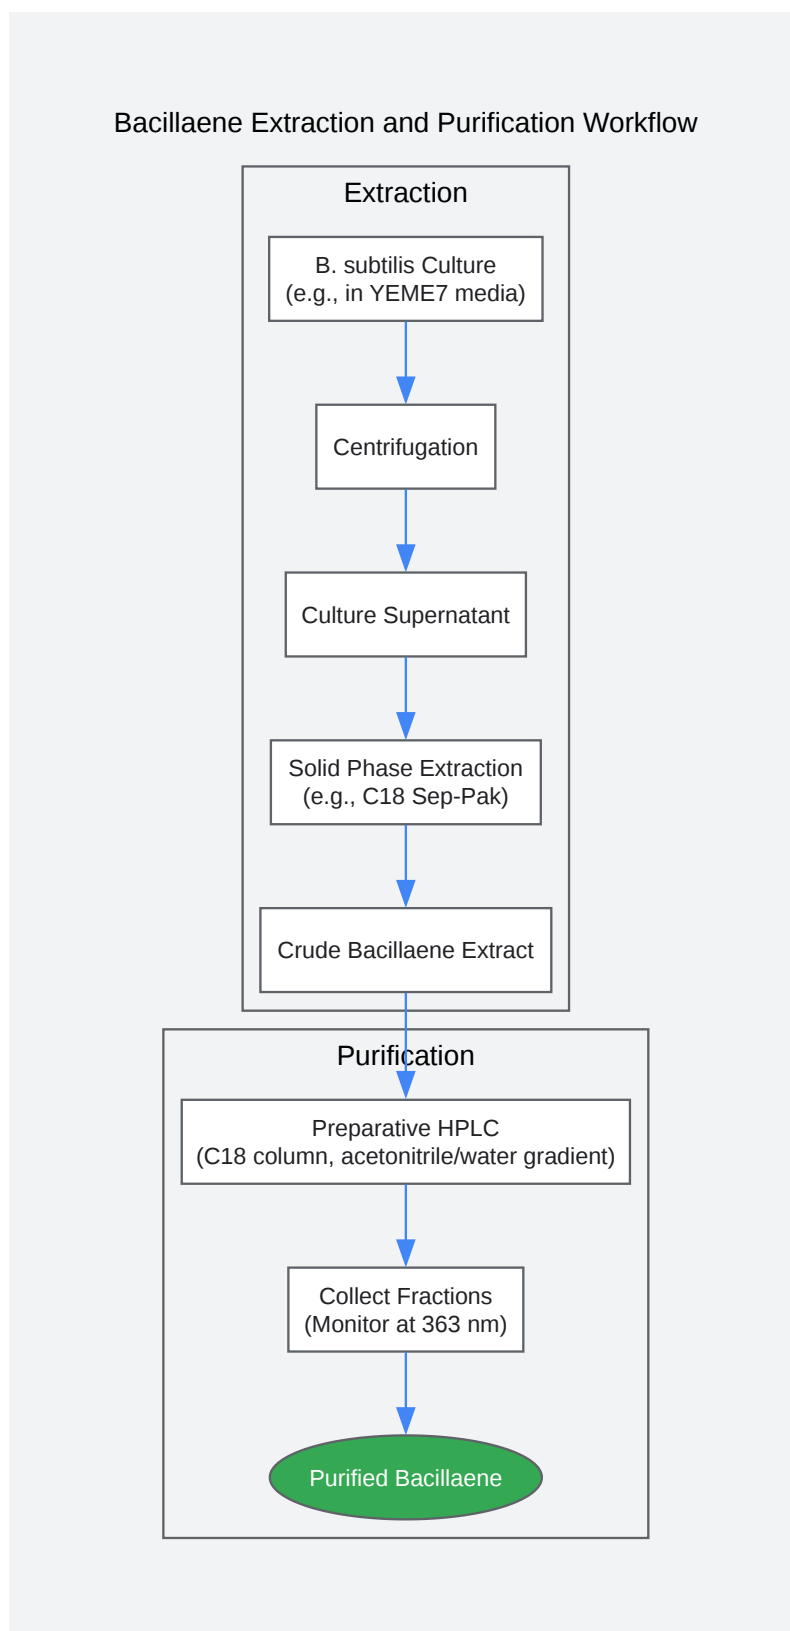 Bacillaene Extraction and Purification Workflow
Extraction
B. subtilis Culture
(e.g., in YEME7 media)
Centrifugation
Culture Supernatant
Solid Phase Extraction
(e.g., C18 Sep-Pak)
Crude Bacillaene Extract
Purification
Preparative HPLC
(C18 column, acetonitrile/water gradient)
Collect Fractions
(Monitor at 363 nm)
Purified Bacillaene